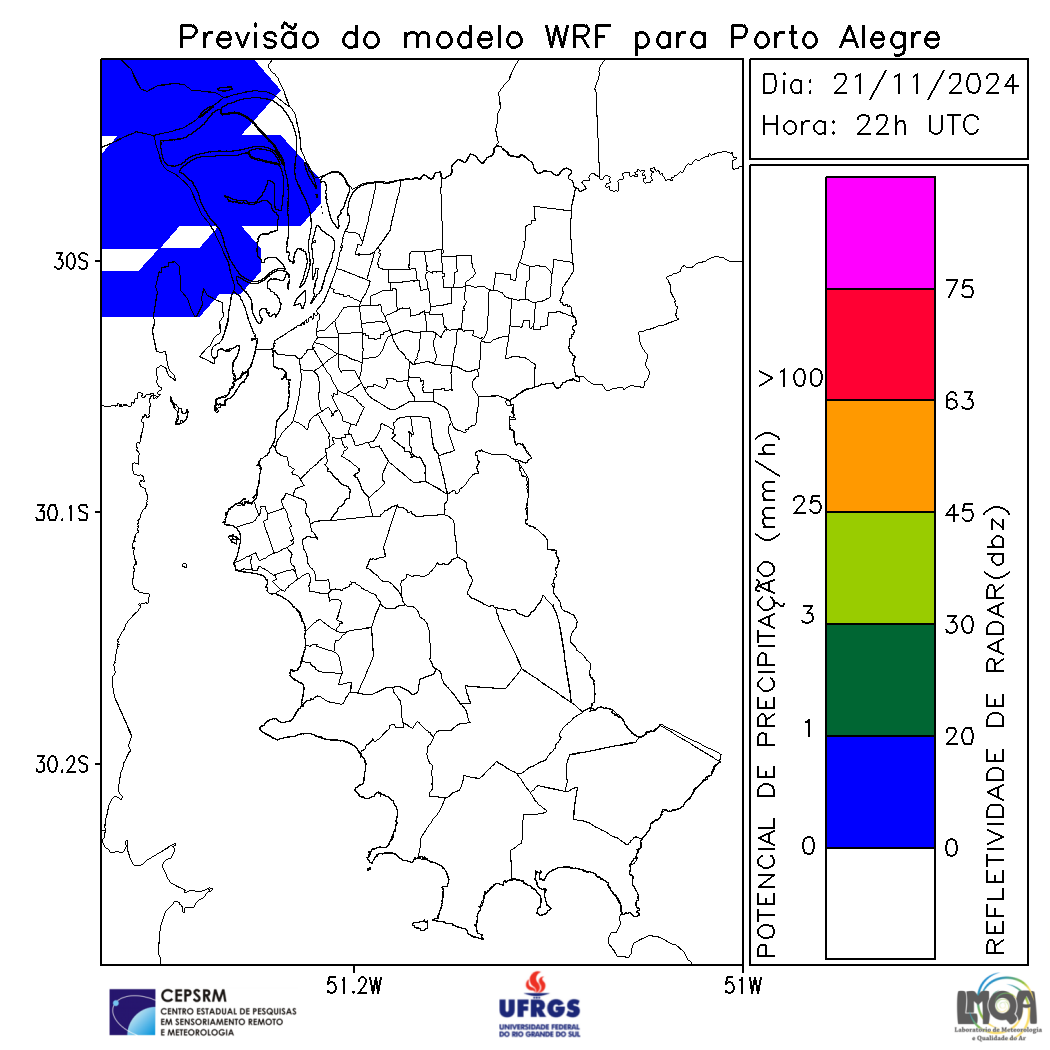 Previsão do modelo WRF para Porto Alegre
Dia: 21/11/2024
Hora: 22h UTC
30S
30.1S
30.2S
51.2W
51W
POTENCIAL DE PRECIPITAÇÃO (mm/h)
>100
25
3
1
0
75
63
45
30
20
0
REFLETIVIDADE DE RADAR(dbz)
CEPSRM
CENTRO ESTADUAL DE PESQUISAS
EM SENSORIAMENTO REMOTO
E METEOROLOGIA
UFRGS
UNIVERSIDADE FEDERAL
DO RIO GRANDE DO SUL
LMQA
Laboratório de Meteorologia
e Qualidade do Ar